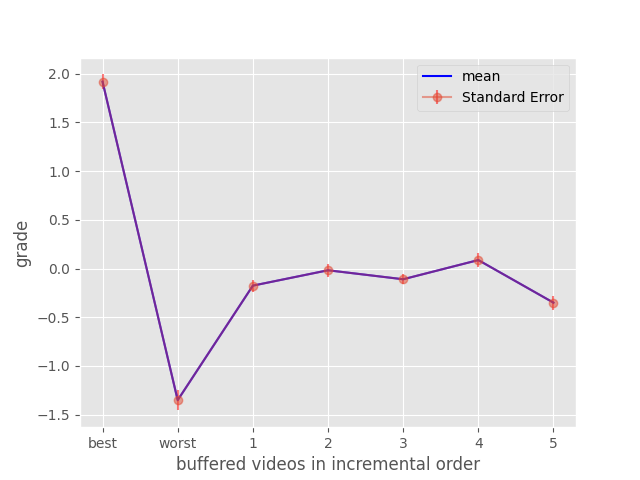 mean
Standard Error
2.0
1.5
1.0
0.5
0.0
−0.5
−1.0
−1.5
grade
best worst 1 2 3 4 5
buffered videos in incremental order